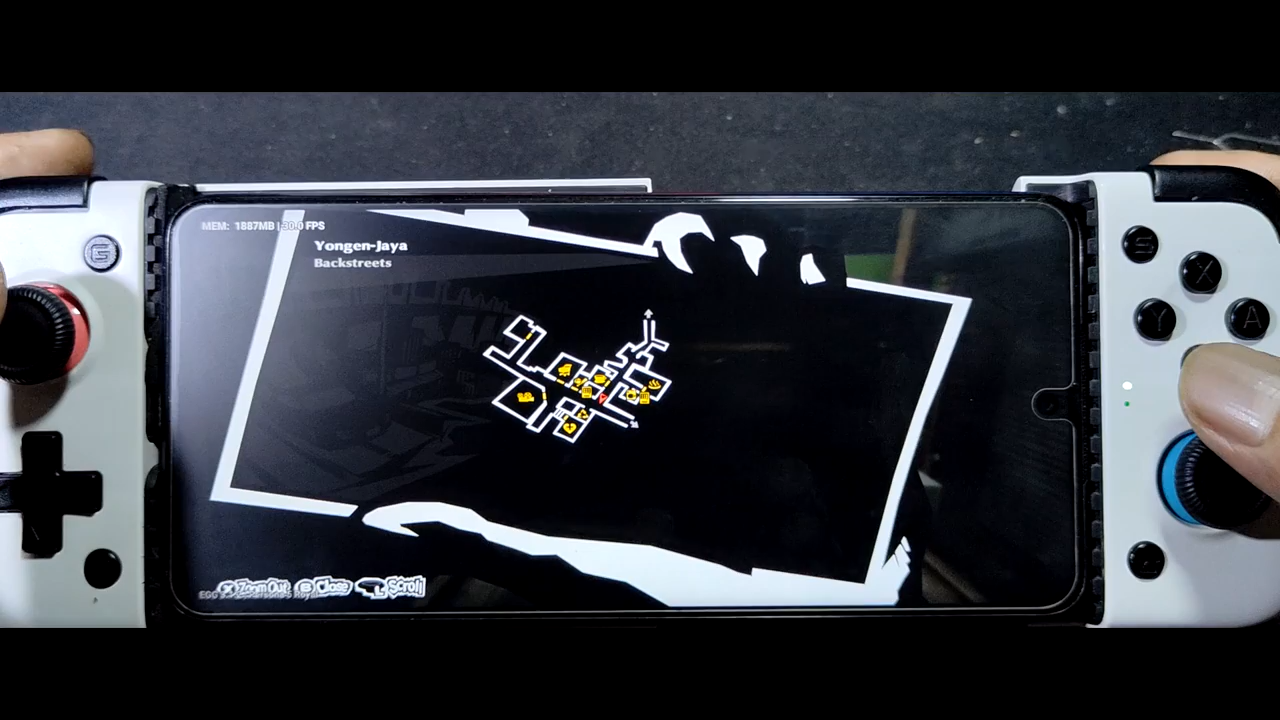 MEM: 1887MB | 30.0 FPS
Yongen-Jaya
Backstreets
X Zoom Out B Close L Scroll
G
S
X
Y
A